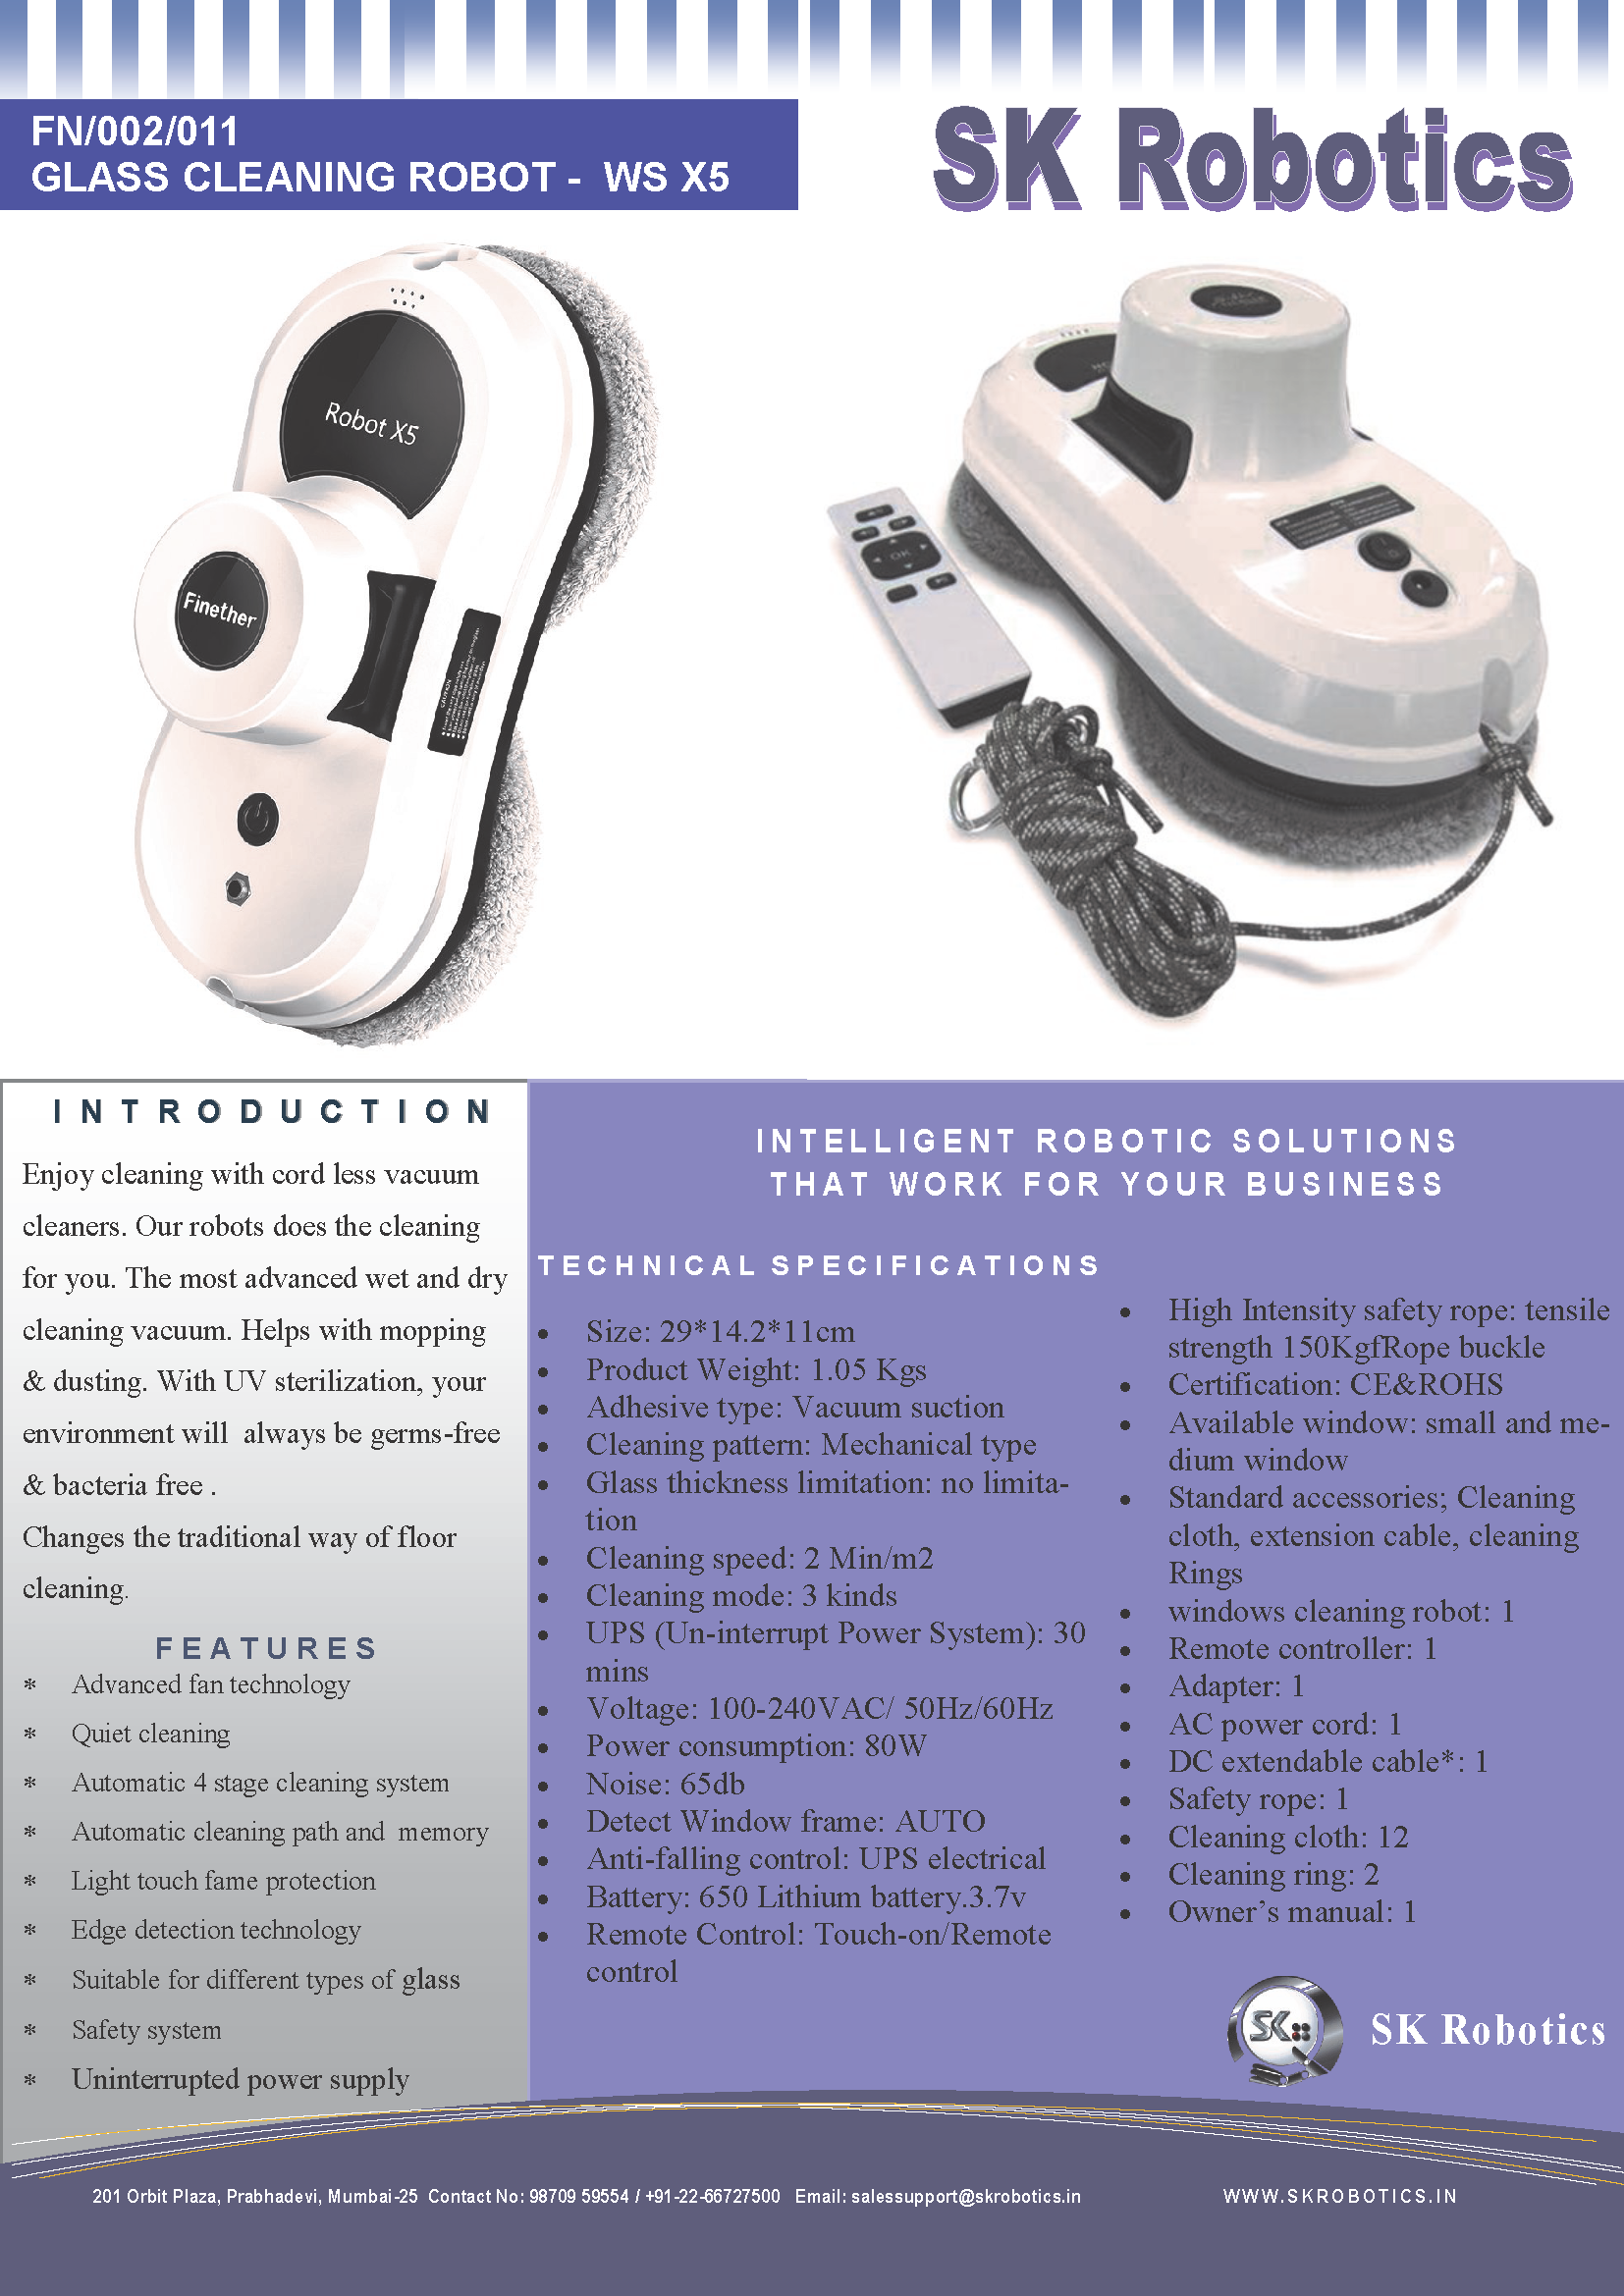 FN/002/011
GLASS CLEANING ROBOT - WS X5
SK Robotics
Robot X5
Finether
CAUTION
OK
INTRODUCTION
Enjoy cleaning with cord less vacuum
cleaners. Our robots does the cleaning
for you. The most advanced wet and dry
cleaning vacuum. Helps with mopping
& dusting. With UV sterilization, your
environment will always be germs-free
& bacteria free .
Changes the traditional way of floor
cleaning.
FEATURES
* Advanced fan technology
* Quiet cleaning
* Automatic 4 stage cleaning system
* Automatic cleaning path and memory
* Light touch fame protection
* Edge detection technology
* Suitable for different types of glass
* Safety system
* Uninterrupted power supply
INTELLIGENT ROBOTIC SOLUTIONS
THAT WORK FOR YOUR BUSINESS
TECHNICAL SPECIFICATIONS
• Size: 29*14.2*11cm
• Product Weight: 1.05 Kgs
• Adhesive type: Vacuum suction
• Cleaning pattern: Mechanical type
• Glass thickness limitation: no limita-
tion
• Cleaning speed: 2 Min/m2
• Cleaning mode: 3 kinds
• UPS (Un-interrupt Power System): 30
mins
• Voltage: 100-240VAC/ 50Hz/60Hz
• Power consumption: 80W
• Noise: 65db
• Detect Window frame: AUTO
• Anti-falling control: UPS electrical
• Battery: 650 Lithium battery.3.7v
• Remote Control: Touch-on/Remote
control
• High Intensity safety rope: tensile
strength 150KgfRope buckle
• Certification: CE&ROHS
• Available window: small and me-
dium window
• Standard accessories; Cleaning
cloth, extension cable, cleaning
Rings
• windows cleaning robot: 1
• Remote controller: 1
• Adapter: 1
• AC power cord: 1
• DC extendable cable*: 1
• Safety rope: 1
• Cleaning cloth: 12
• Cleaning ring: 2
• Owner’s manual: 1
SK
SK Robotics
201 Orbit Plaza, Prabhadevi, Mumbai-25 Contact No: 98709 59554 / +91-22-66727500 Email: salessupport@skrobotics.in
WWW.SKROBOTICS.IN